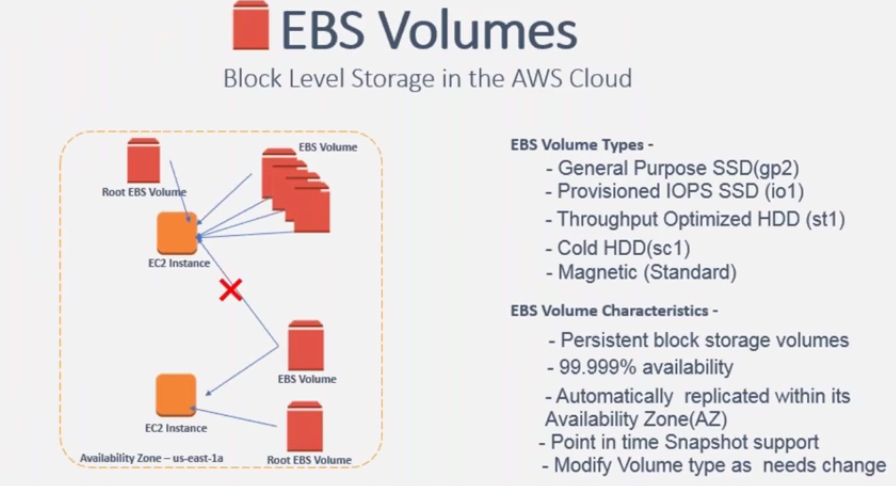 EBS Volumes
Block Level Storage in the AWS Cloud
EBS Volume
Root EBS Volume
EC2 Instance
EBS Volume
EC2 Instance
Root EBS Volume
Availability Zone – us-east-1a
EBS Volume Types -
- General Purpose SSD(gp2)
- Provisioned IOPS SSD (io1)
- Throughput Optimized HDD (st1)
- Cold HDD(sc1)
- Magnetic (Standard)
EBS Volume Characteristics -
- Persistent block storage volumes
- 99.999% availability
- Automatically replicated within its
Availability Zone(AZ)
- Point in time Snapshot support
- Modify Volume type as needs change